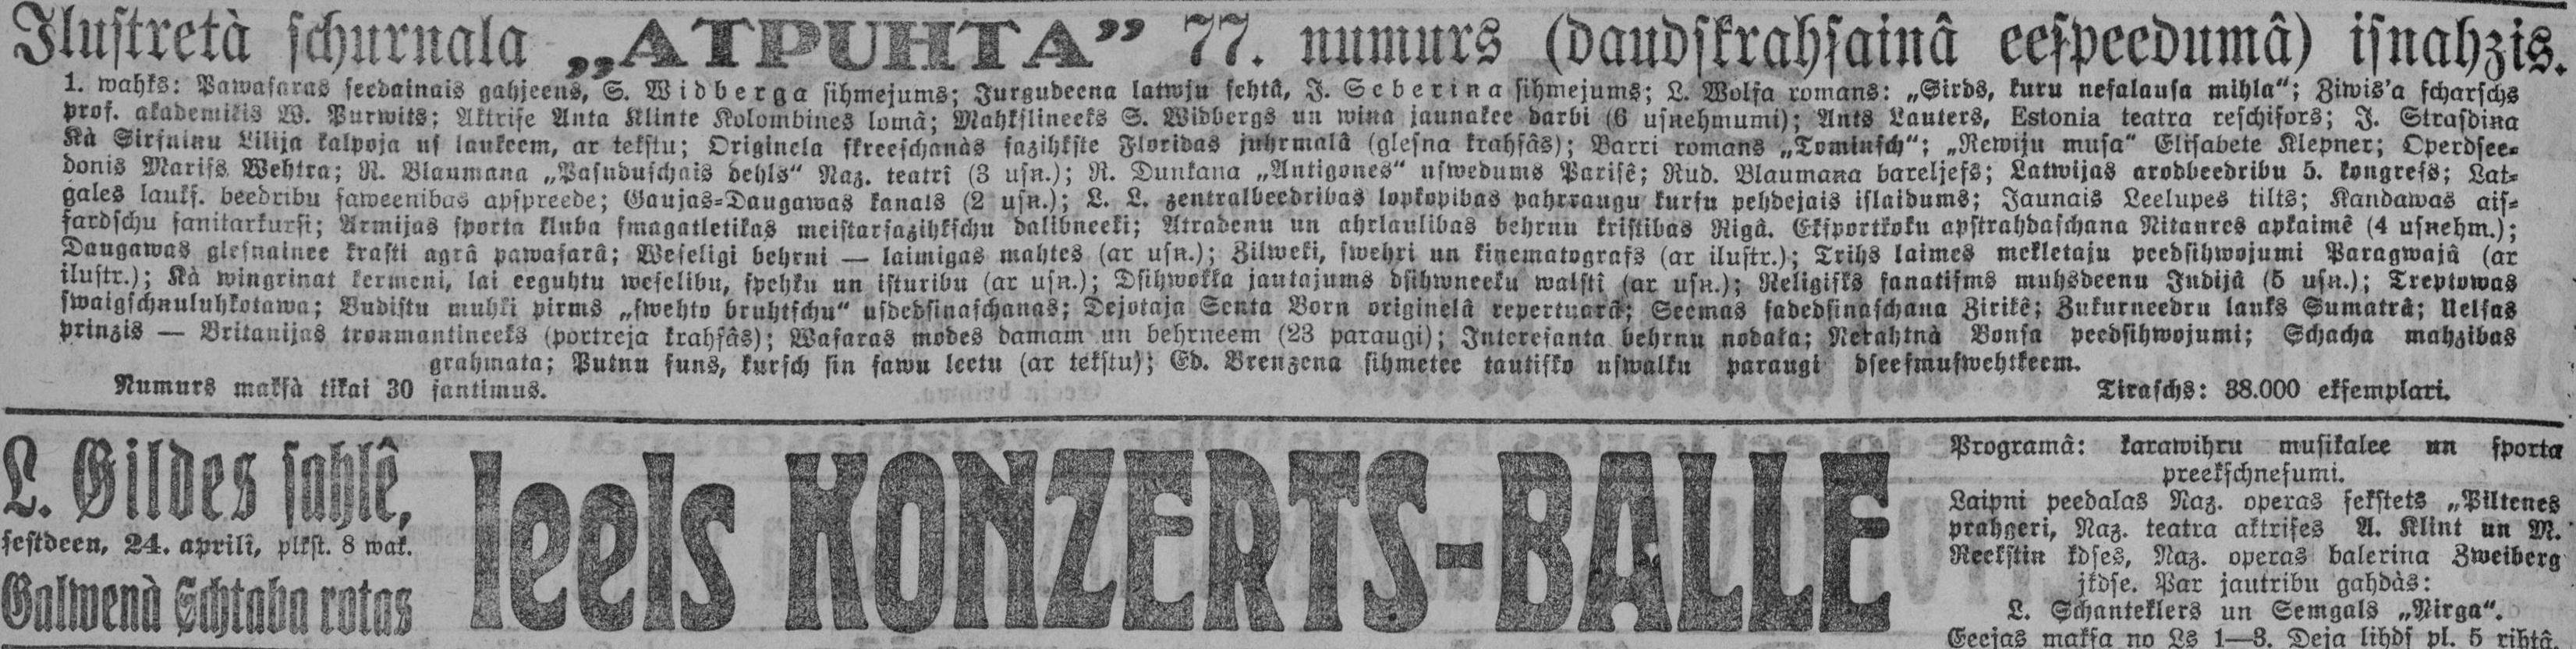 Ilustretà schurnala „ATPUHTA” 77. numurs (daudskrahsainâ eespeedumâ) isnahzis.
1. wahks: Pawasaras seedainais gahjeens, S. Widberga sihmejums; Jurgudeena latwju sehtâ, J. Seberina sihmejums; L. Wolfa romans: „Sirds, kuru nesalausa mihla“; Ziwis'a scharschs
prof. akademikis W. Purwits; Aktrise Anta Klinte Kolombines lomâ; Mahkslineeks S. Widbergs un wina jaunakee darbi (6 usnehmumi); Ants Lauters, Estonia teatra reschisors; J. Strasdina
Kà Sirsninu Lilija kalpoja us laukeem, ar tekstu; Originela skreeschanàs sazihkste Floridas juhrmalâ (glesna krahsâs); Barri romans „Tominsch“; „Rewiju musa“ Elisabete Klepner; Operdsee-
donis Mariss Wehtra; R. Blaumana „Pasuduschais dehls“ Naz. teatrî (3 usn.); R. Dunkana „Antigones“ uswedums Parisê; Rud. Blaumana bareljefs; Latwijas arodbeedribu 5. kongress; Lat-
gales lauks. beedribu saweenibas apspreede; Gaujas-Daugawas kanals (2 usn.); L. L. zentralbeedribas lopkopibas pahrraugu kursu pehdejais islaidums; Jaunais Leelupes tilts; Kandawas ais-
sardschu sanitarkursi; Armijas sporta kluba smagatletikas meistarsazihkschu dalibneeki; Atradenu un ahrlaulibas behrnu kristibas Rigâ. Eksportkoku apstrahdaschana Nitaures apkaimê (4 usnehm.);
Daugawas glesnainee krasti agrâ pawasarâ; Weseligi behrni — laimigas mahtes (ar usn.); Zilweki, swehri un kinematografs (ar ilustr.); Trihs laimes mekletaju peedsihwojumi Paragwajâ (ar
ilustr.); Kà wingrinat kermeni, lai eeguhtu weselibu, spehku un isturibu (ar usn.); Dsihwokka jautajums dsihwneeku walstî (ar usn.); Religisks fanatisms muhsdeenu Indijâ (5 usn.); Treptowas
swaigschnuluhkotawa; Budistu muhki pirms „swehto bruhtschu“ usdedsinaschanas; Dejotaja Senta Born originelâ repertuarâ; Seemas sadedsinaschana Zirikê; Zukurneedru lauks Sumatrâ; Uelsas
prinzis — Britanijas tronmantineeks (portreja krahsâs); Wasaras modes damam un behrneem (23 paraugi); Interesanta behrnu nodala; Nerahtnà Bonsa peedsihwojumi; Schacha mahzibas
grahmata; Putnu suns, kursch sin sawu leetu (ar tekstu); Ed. Brenzena sihmetee tautisko uswalku paraugi dseesmuswehtkeem.
Numurs maksà tikai 30 santimus. Tiraschs: 38.000 eksemplari.
L. Gildes sahlê,
sestdeen, 24. aprilî, plkst. 8 wak.
Galwenà Schtaba rotas
leels KONZERTS-BALLE
Programâ: karawihru musikalee un sporta
preekschnesumi.
Laipni peedalas Naz. operas sekstets „Piltenes
prahgeri, Naz. teatra aktrises A. Klint un M.
Reekstin kdses, Naz. operas balerina Zweiberg
jkdse. Par jautribu gahdàs:
L. Schanteklers un Semgals „Nirga“.
Eeejas maksa no Ls 1—3. Deja lihds pl. 5 rihtâ.